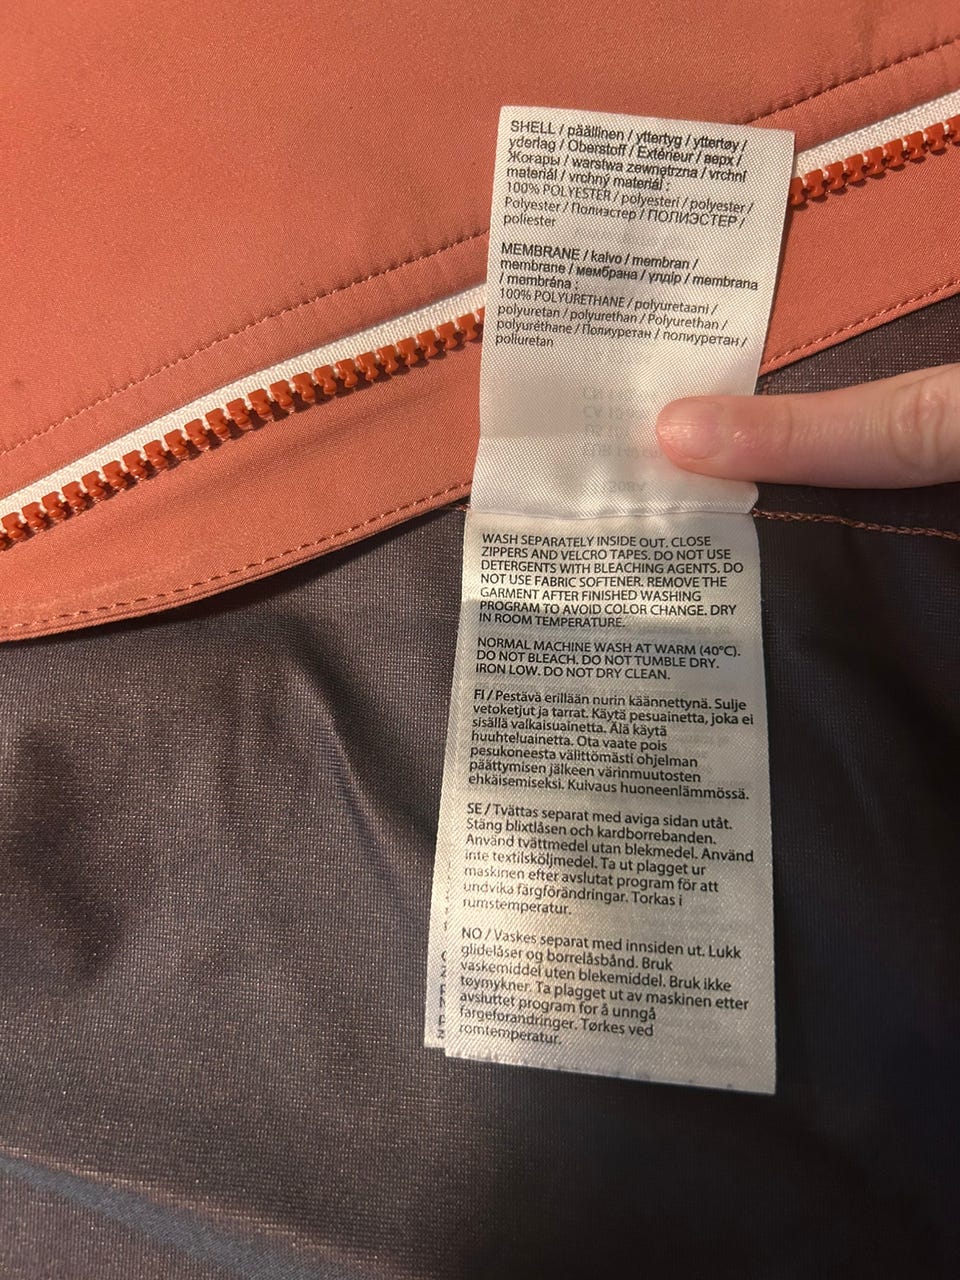 SHELL / päällinen / yttertyg / yttertøy /
yderlag / Oberstoff / Extérieur / верх /
Жоғары / warstwa zewnętrzna / vrchní
materiál / vrchný materiál :
100% POLYESTER / polyesteri / polyester /
Polyester / Полиэстер / ПОЛИЭСТЕР /
poliester
MEMBRANE / kalvo / membran /
membrane / мембрана / үлдір / membrana
/ membrána :
100% POLYURETHANE / polyuretaani /
polyuretan / polyurethan / Polyurethan /
polyuréthane / Полиуретан / полиуретан /
poliuretan
WASH SEPARATELY INSIDE OUT. CLOSE
ZIPPERS AND VELCRO TAPES. DO NOT USE
DETERGENTS WITH BLEACHING AGENTS. DO
NOT USE FABRIC SOFTENER. REMOVE THE
GARMENT AFTER FINISHED WASHING
PROGRAM TO AVOID COLOR CHANGE. DRY
IN ROOM TEMPERATURE.
NORMAL MACHINE WASH AT WARM (40°C).
DO NOT BLEACH. DO NOT TUMBLE DRY.
IRON LOW. DO NOT DRY CLEAN.
FI / Pestävä erillään nurin käännettynä. Sulje
vetoketjut ja tarrat. Käytä pesuainetta, joka ei
sisällä valkaisuainetta. Älä käytä
huuhteluainetta. Ota vaate pois
pesukoneesta välittömästi ohjelman
päättymisen jälkeen värinmuutosten
ehkäisemiseksi. Kuivaus huoneenlämmössä.
SE / Tvättas separat med aviga sidan utåt.
Stäng blixtlåsen och kardborrebanden.
Använd tvättmedel utan blekmedel. Använd
inte textilsköljmedel. Ta ut plagget ur
maskinen efter avslutat program för att
undvika färgförändringar. Torkas i
rumstemperatur.
NO / Vaskes separat med innsiden ut. Lukk
glidelåser og borrelåsbånd. Bruk
vaskemiddel uten blekemiddel. Bruk ikke
tøymykner. Ta plagget ut av maskinen etter
avsluttet program for å unngå
fargeforandringer. Tørkes ved
romtemperatur.